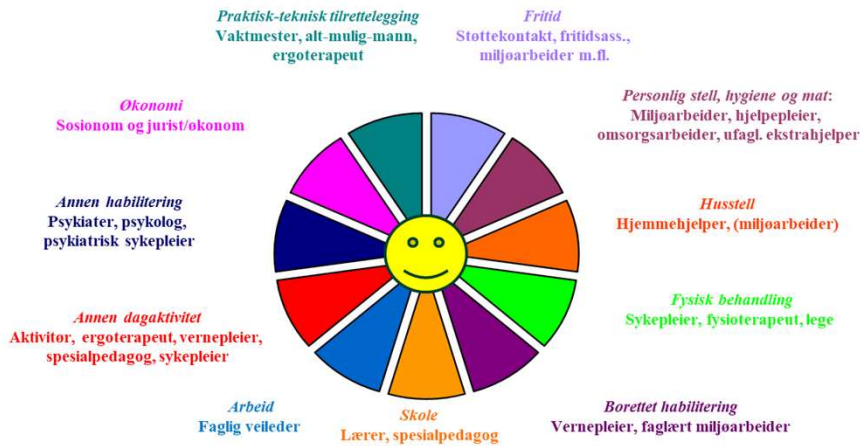 Praktisk-teknisk tilrettelegging
Vaktmester, alt-mulig-mann,
ergoterapeut
Fritid
Støttekontakt, fritidsass.,
miljøarbeider m.fl.
Personlig stell, hygiene og mat:
Miljøarbeider, hjelpepleier,
omsorgsarbeider, ufagl. ekstrahjelper
Husstell
Hjemmehjelper, (miljøarbeider)
Fysisk behandling
Sykepleier, fysioterapeut, lege
Borettet habilitering
Vernepleier, faglært miljøarbeider
Skole
Lærer, spesialpedagog
Arbeid
Faglig veileder
Annen dagaktivitet
Aktivitør, ergoterapeut, vernepleier,
spesialpedagog, sykepleier
Annen habilitering
Psykiater, psykolog,
psykiatrisk sykepleier
Økonomi
Sosionom og jurist/økonom